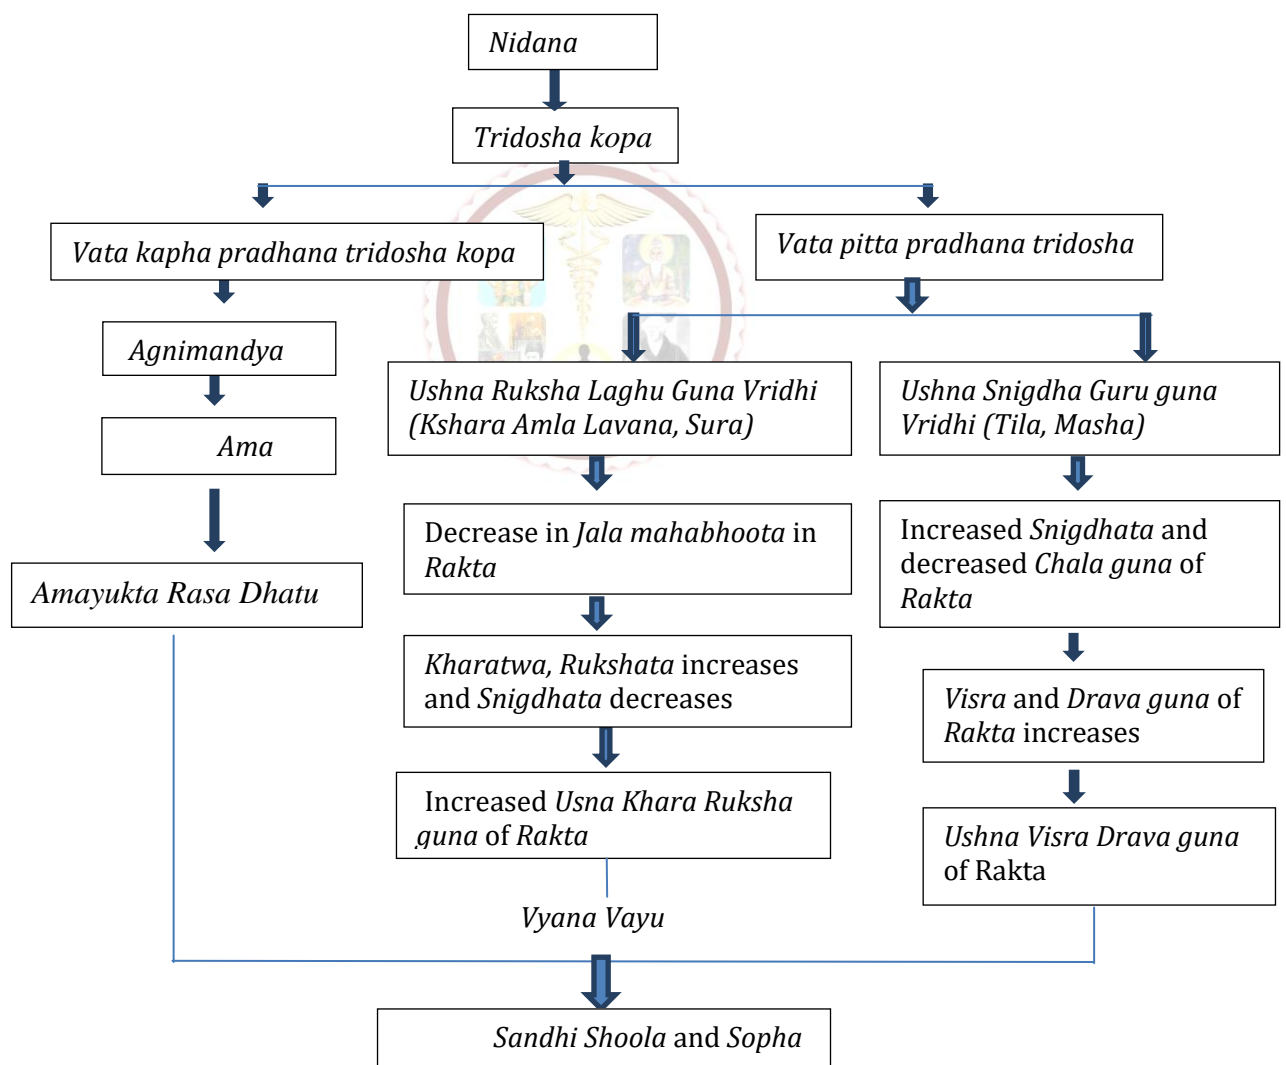 Nidana
Tridosha kopa
Vata kapha pradhana tridosha kopa
Vata pitta pradhana tridosha
Agnimandya
Ama
Amayukta Rasa Dhatu
Ushna Ruksha Laghu Guna Vridhi
(Kshara Amla Lavana, Sura)
Decrease in Jala mahabhoota in
Rakta
Kharatwa, Rukshata increases
and Snigdhata decreases
Increased Usna Khara Ruksha
guna of Rakta
Vyana Vayu
Ushna Snigdha Guru guna
Vridhi (Tila, Masha)
Increased Snigdhata and
decreased Chala guna of
Rakta
Visra and Drava guna of
Rakta increases
Ushna Visra Drava guna
of Rakta
Sandhi Shoola and Sopha